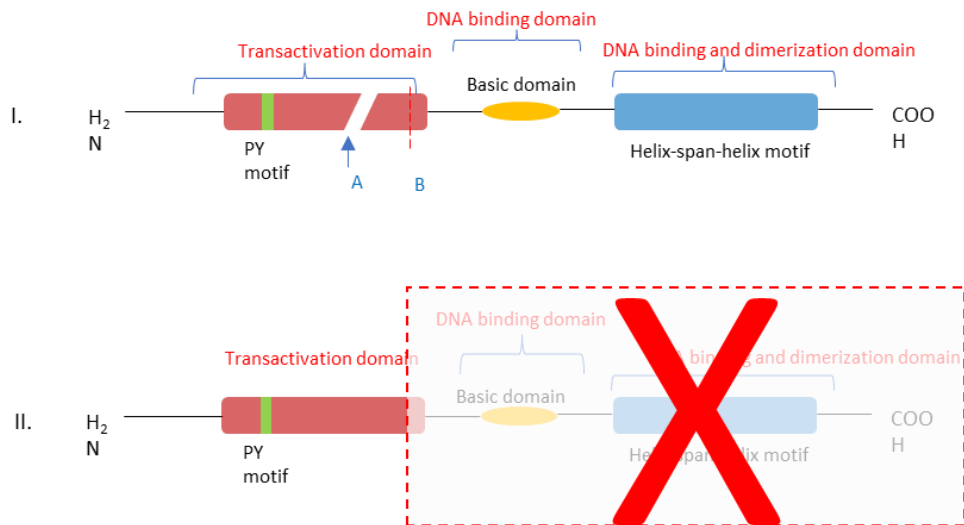 DNA binding domain
Transactivation domain
DNA binding and dimerization domain
Basic domain
I.
H2
N
COO
H
PY
motif
Helix-span-helix motif
A
B
DNA binding domain
Transactivation domain
binding and dimerization domain
Basic domain
II.
H2
N
COO
H
PY
motif
motif